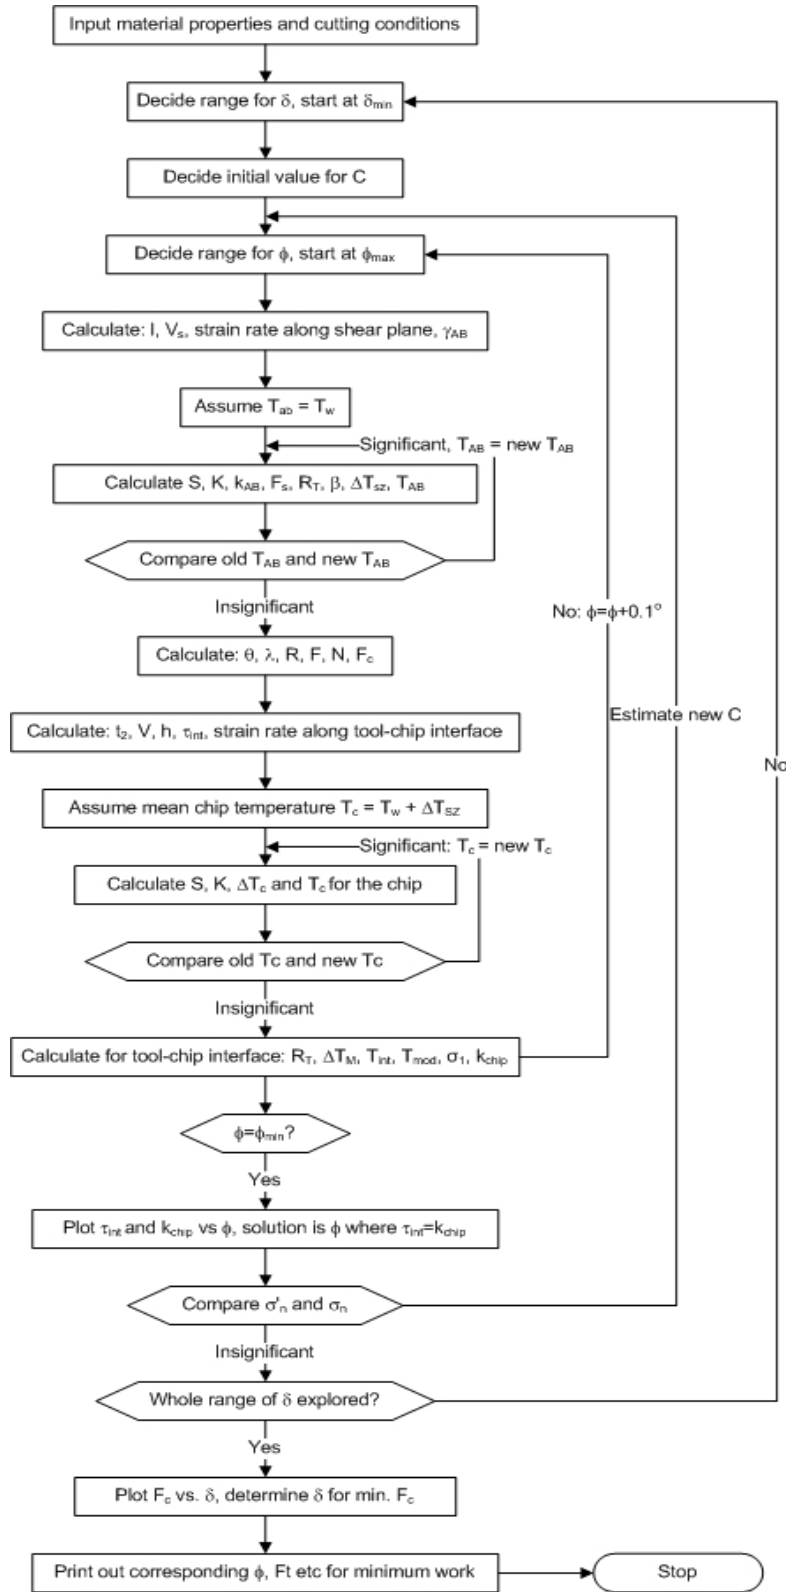 Input material properties and cutting conditions
Decide range for δ, start at δmin
Decide initial value for C
Decide range for ϕ, start at ϕmax
Calculate: l, Vs, strain rate along shear plane, γAB
Assume Tab = Tw
Significant, TAB = new TAB
Calculate S, K, kAB, Fs, RT, β, ΔTsz, TAB
Compare old TAB and new TAB
Insignificant
No: ϕ=ϕ+0.1°
Calculate: θ, λ, R, F, N, Fc
Estimate new C
Calculate: t2, V, h, τint, strain rate along tool-chip interface
No
Assume mean chip temperature Tc = Tw + ΔTSZ
Significant: Tc = new Tc
Calculate S, K, ΔTc and Tc for the chip
Compare old Tc and new Tc
Insignificant
Calculate for tool-chip interface: RT, ΔTM, Tint, Tmod, σ1, kchip
ϕ=ϕmin?
Yes
Plot τint and kchip vs ϕ, solution is ϕ where τint=kchip
Compare σ'n and σn
Insignificant
Whole range of δ explored?
Yes
Plot Fc vs. δ, determine δ for min. Fc
Print out corresponding ϕ, Ft etc for minimum work
Stop